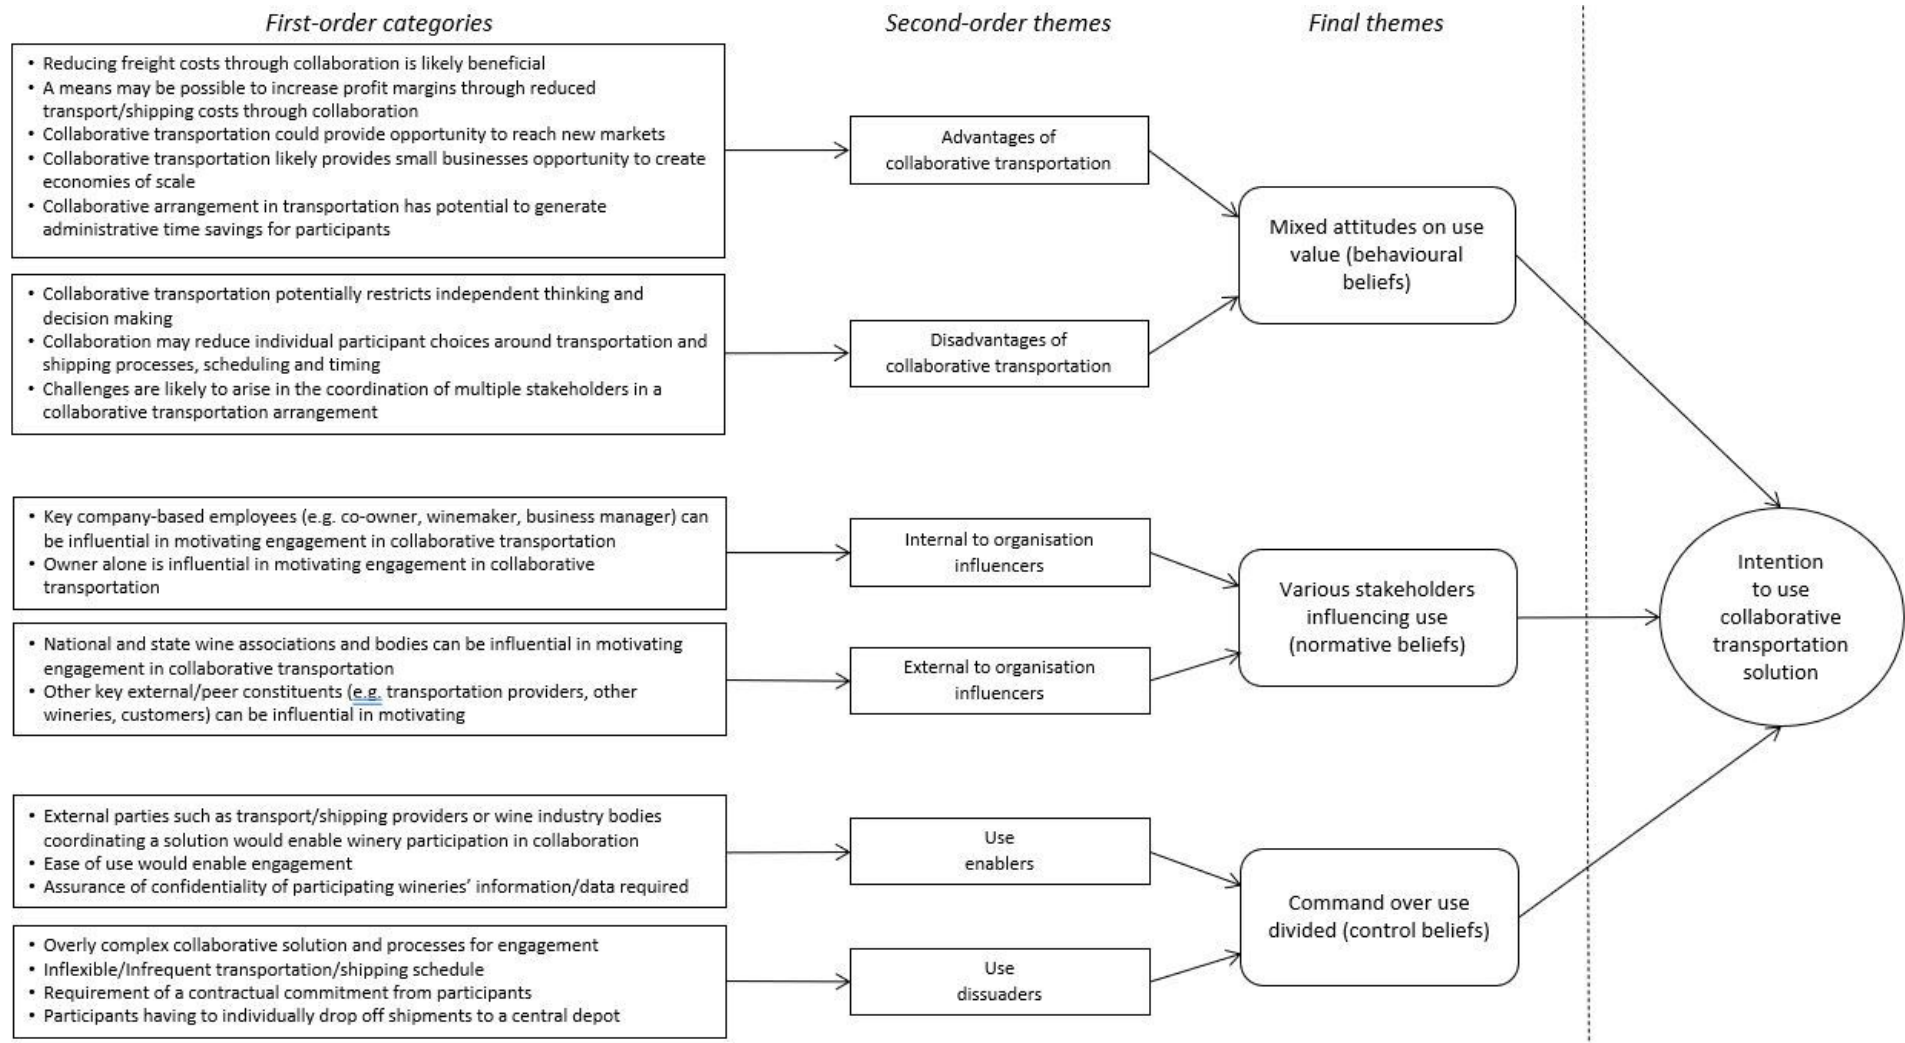 First-order categories
Second-order themes
Final themes
• Reducing freight costs through collaboration is likely beneficial
• A means may be possible to increase profit margins through reduced
transport/shipping costs through collaboration
• Collaborative transportation could provide opportunity to reach new markets
• Collaborative transportation likely provides small businesses opportunity to create
economies of scale
• Collaborative arrangement in transportation has potential to generate
administrative time savings for participants
Advantages of
collaborative transportation
• Collaborative transportation potentially restricts independent thinking and
decision making
• Collaboration may reduce individual participant choices around transportation and
shipping processes, scheduling and timing
• Challenges are likely to arise in the coordination of multiple stakeholders in a
collaborative transportation arrangement
Disadvantages of
collaborative transportation
Mixed attitudes on use
value (behavioural
beliefs)
• Key company-based employees (e.g. co-owner, winemaker, business manager) can
be influential in motivating engagement in collaborative transportation
• Owner alone is influential in motivating engagement in collaborative
transportation
Internal to organisation
influencers
• National and state wine associations and bodies can be influential in motivating
engagement in collaborative transportation
• Other key external/peer constituents (e.g. transportation providers, other
wineries, customers) can be influential in motivating
External to organisation
influencers
Various stakeholders
influencing use
(normative beliefs)
• External parties such as transport/shipping providers or wine industry bodies
coordinating a solution would enable winery participation in collaboration
• Ease of use would enable engagement
• Assurance of confidentiality of participating wineries’ information/data required
Use
enablers
• Overly complex collaborative solution and processes for engagement
• Inflexible/Infrequent transportation/shipping schedule
• Requirement of a contractual commitment from participants
• Participants having to individually drop off shipments to a central depot
Use
dissuaders
Command over use
divided (control beliefs)
Intention
to use
collaborative
transportation
solution